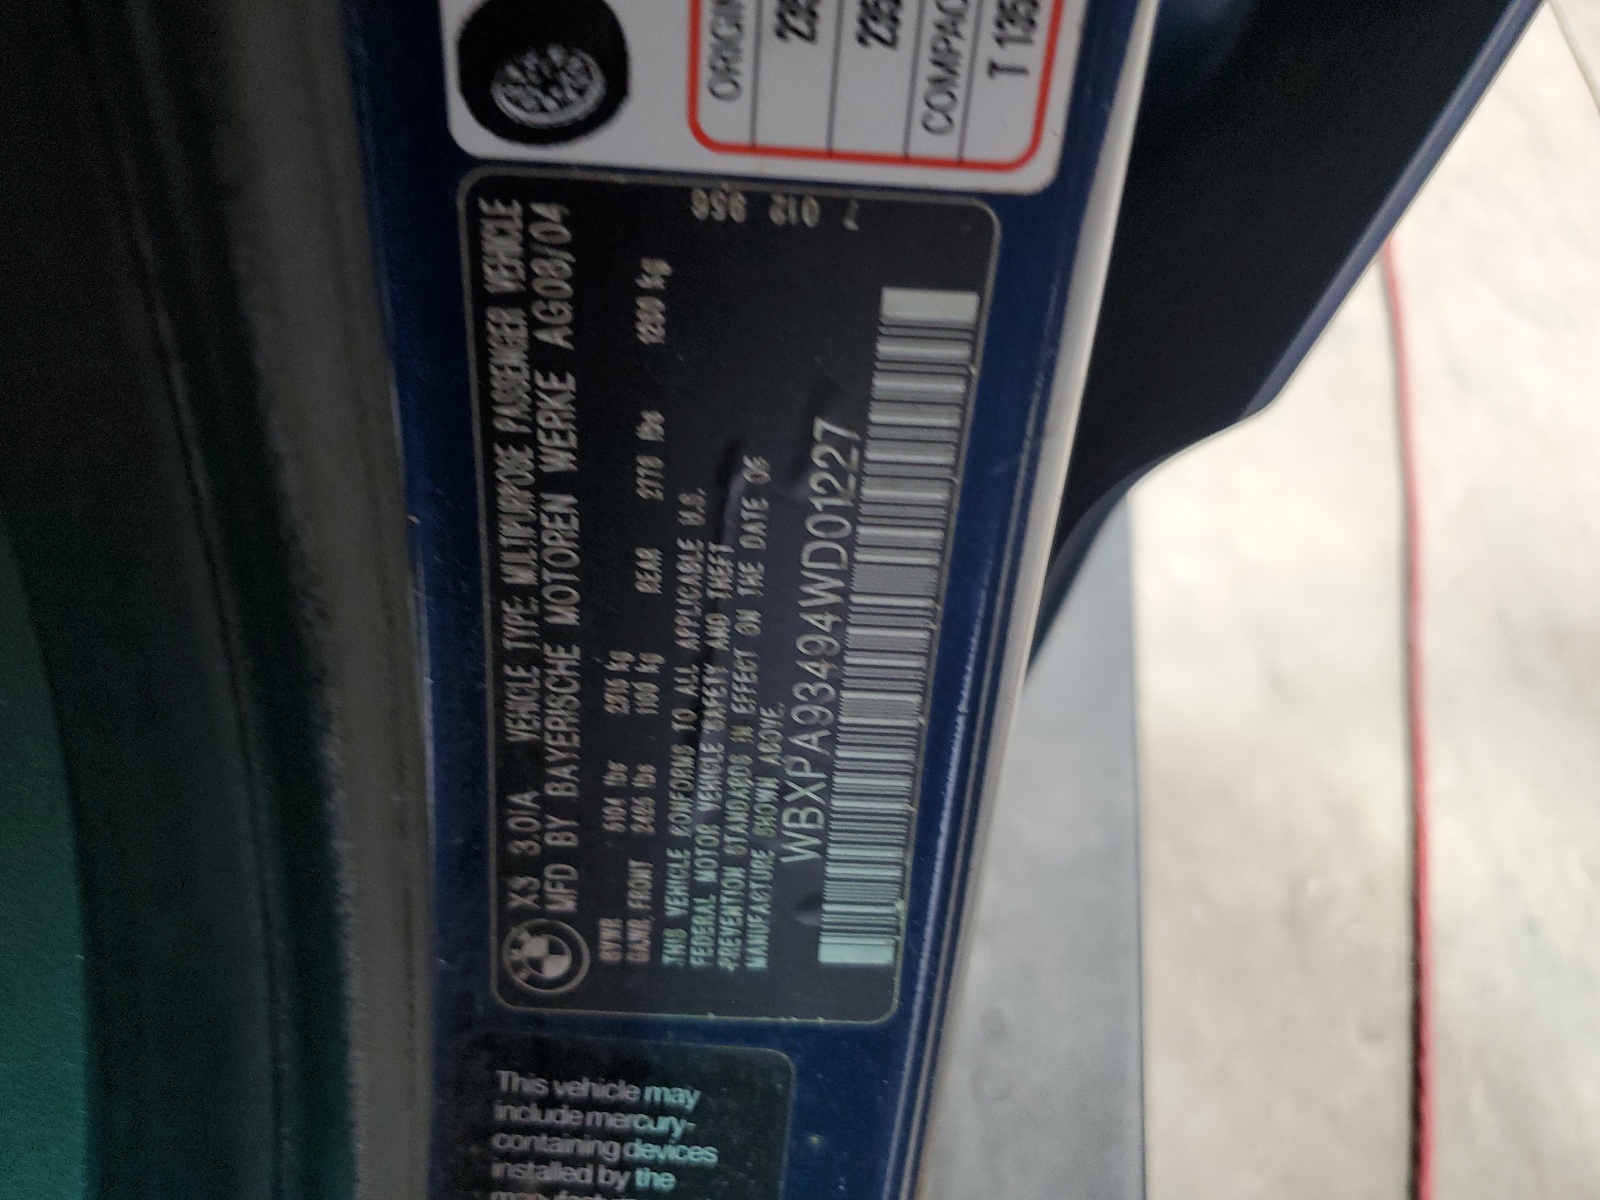 ORIGIN
235
235
COMPAC
T 135
7 012 956
X3 3.0IA VEHICLE TYPE: MULTIPURPOSE PASSENGER VEHICLE
MFD BY BAYERISCHE MOTOREN WERKE AG08/04
GVWR 5104 lbs 2315 kg
GAWR FRONT 2425 lbs 1100 kg REAR 2778 lbs 1260 kg
THIS VEHICLE CONFORMS TO ALL APPLICABLE U.S.
FEDERAL MOTOR VEHICLE SAFETY AND THEFT
PREVENTION STANDARDS IN EFFECT ON THE DATE OF
MANUFACTURE SHOWN ABOVE.
WBXPA93494WD01227
This vehicle may
include mercury-
containing devices
installed by the